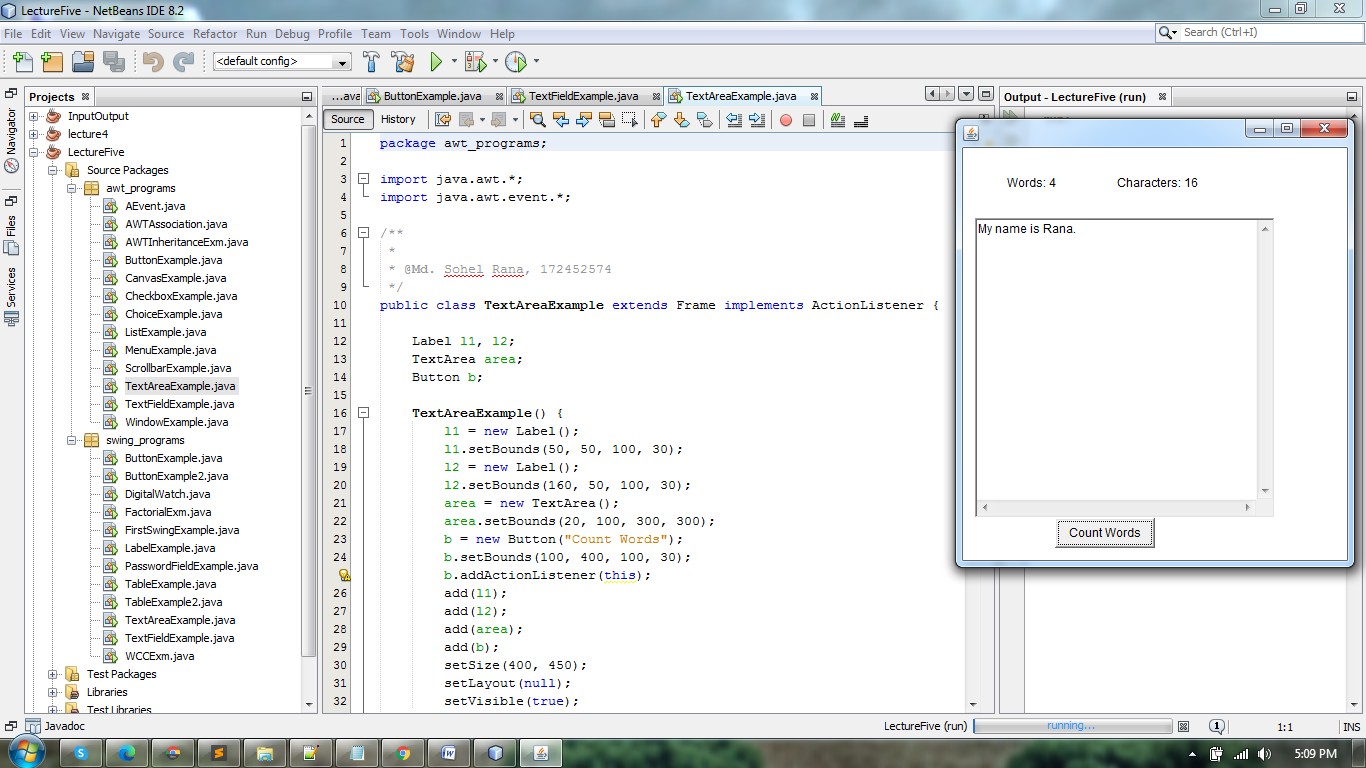 LectureFive - NetBeans IDE 8.2
File Edit View Navigate Source Refactor Run Debug Profile Team Tools Window Help
Search (Ctrl+I)
<default config>
Navigator
Files
Services
Projects
InputOutput
lecture4
LectureFive
Source Packages
awt_programs
AEvent.java
AWTAssociation.java
AWTInheritanceExm.java
ButtonExample.java
CanvasExample.java
CheckboxExample.java
ChoiceExample.java
ListExample.java
MenuExample.java
ScrollbarExample.java
TextAreaExample.java
TextFieldExample.java
WindowExample.java
swing_programs
ButtonExample.java
ButtonExample2.java
DigitalWatch.java
FactorialExm.java
FirstSwingExample.java
LabelExample.java
PasswordFieldExample.java
TableExample.java
TableExample2.java
TextAreaExample.java
TextFieldExample.java
WCCExm.java
Test Packages
Libraries
Test Libraries
...ava ButtonExample.java TextFieldExample.java TextAreaExample.java
Source History
1 package awt_programs;
2
3 import java.awt.*;
4 import java.awt.event.*;
5
6 /**
7 *
8 * @Md. Sohel Rana, 172452574
9 */
10 public class TextAreaExample extends Frame implements ActionListener {
11
12 Label l1, l2;
13 TextArea area;
14 Button b;
15
16 TextAreaExample() {
17 l1 = new Label();
18 l1.setBounds(50, 50, 100, 30);
19 l2 = new Label();
20 l2.setBounds(160, 50, 100, 30);
21 area = new TextArea();
22 area.setBounds(20, 100, 300, 300);
23 b = new Button("Count Words");
24 b.setBounds(100, 400, 100, 30);
b.addActionListener(this);
26 add(l1);
27 add(l2);
28 add(area);
29 add(b);
30 setSize(400, 450);
31 setLayout(null);
32 setVisible(true);
Output - LectureFive (run)
Words: 4 Characters: 16
My name is Rana.
Count Words
Javadoc
LectureFive (run) running... 1 1:1 INS
5:09 PM